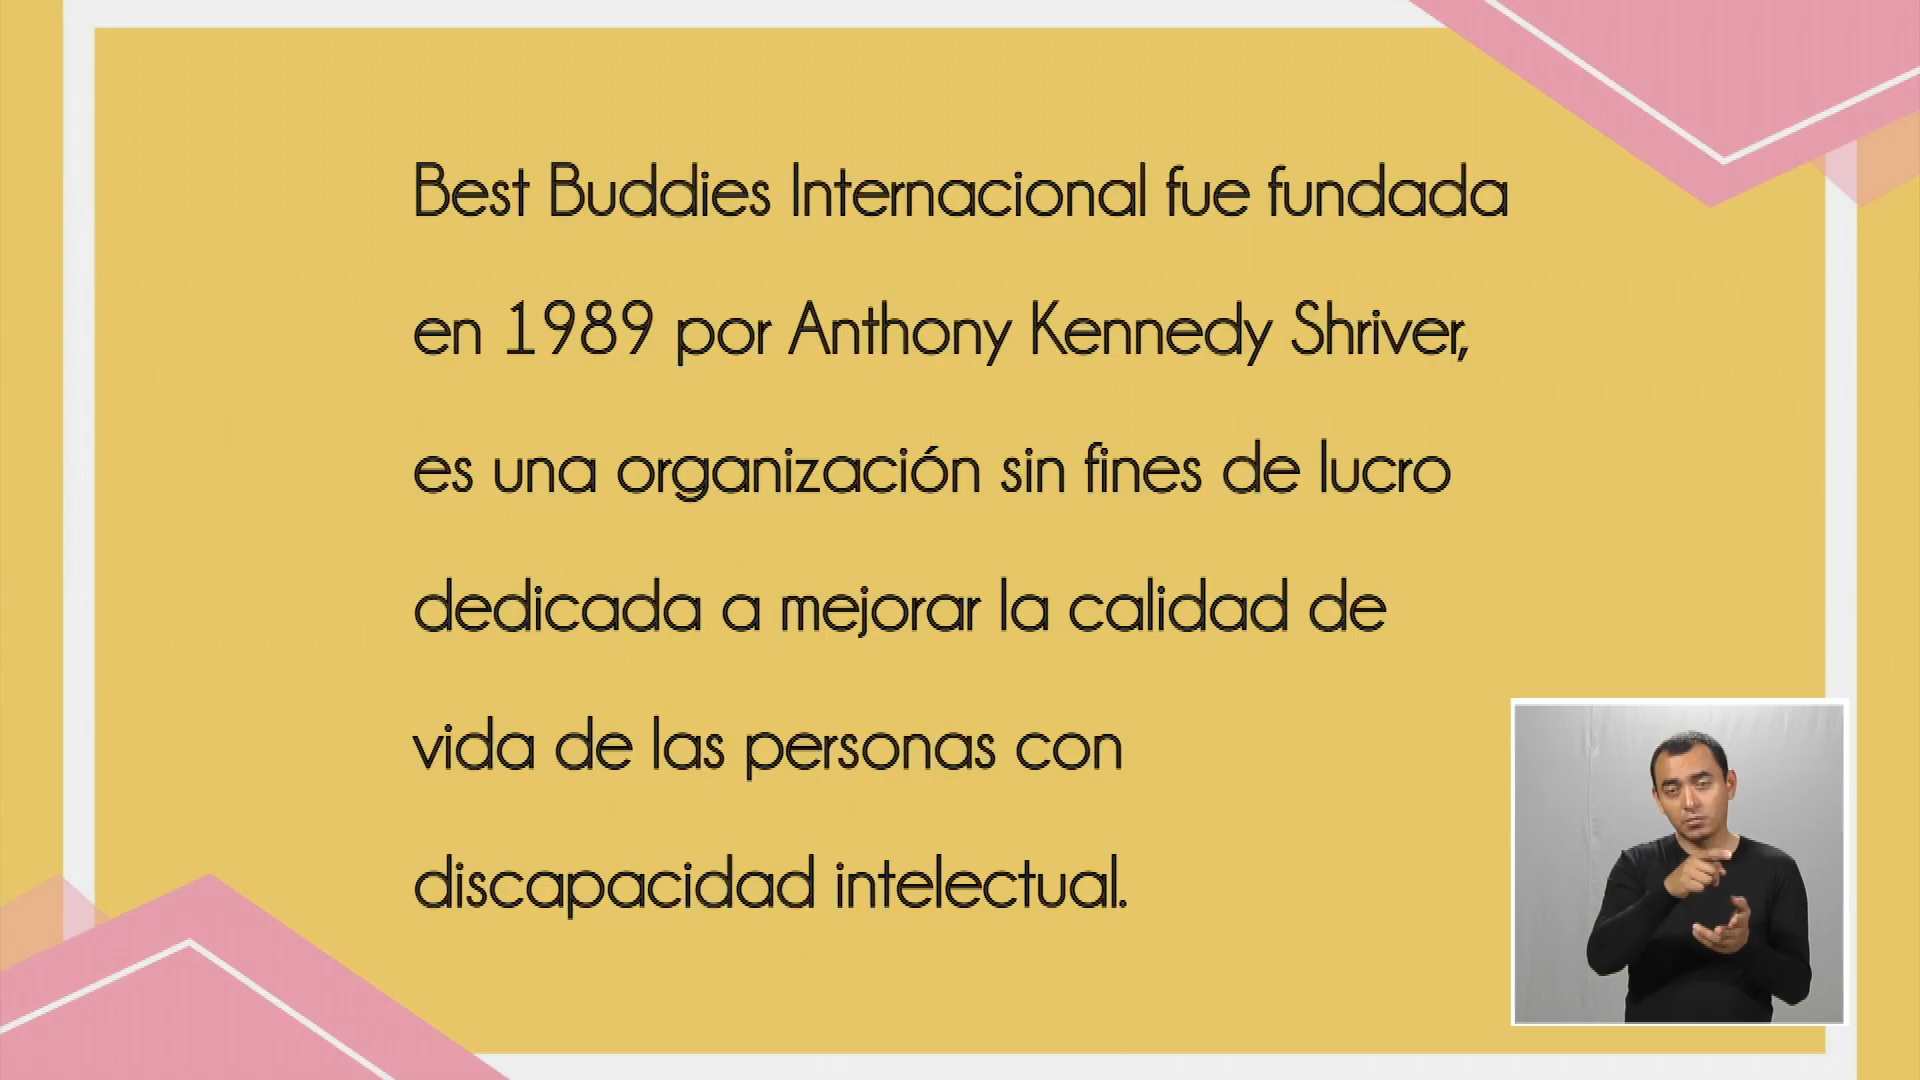 Best Buddies Internacional fue fundada
en 1989 por Anthony Kennedy Shriver,
es una organización sin fines de lucro
dedicada a mejorar la calidad de
vida de las personas con
discapacidad intelectual.